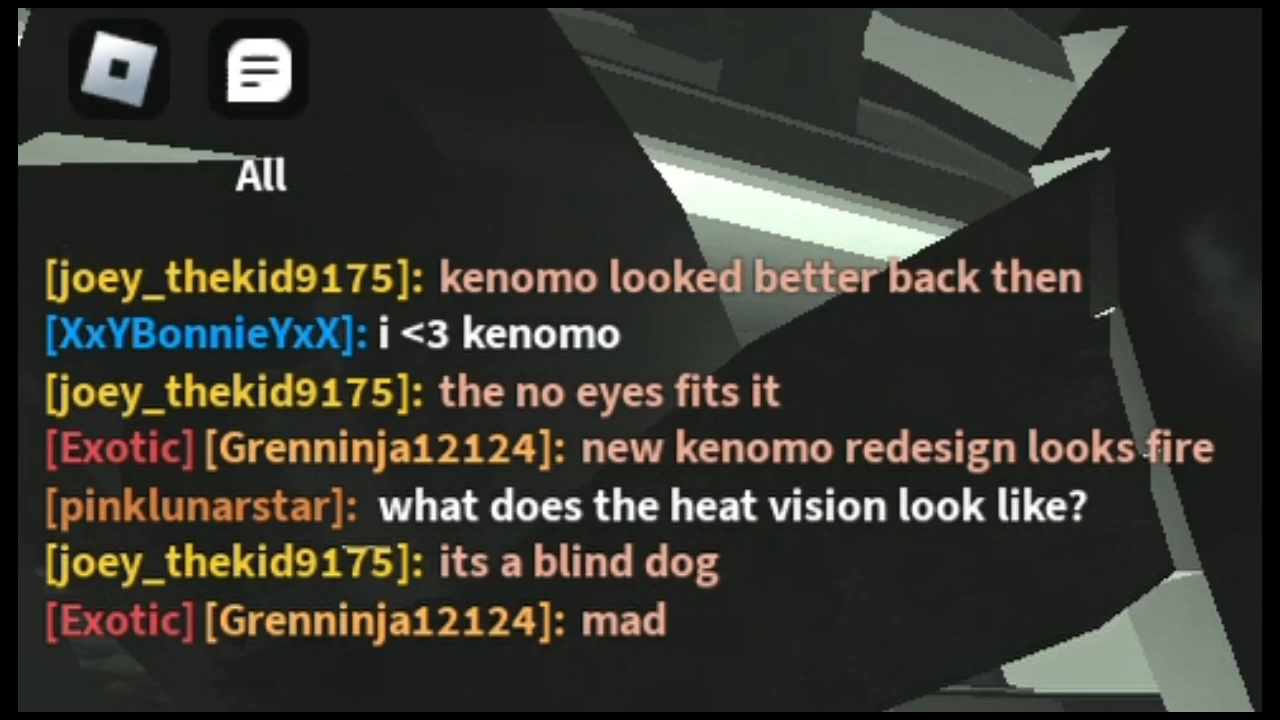 All
[joey_thekid9175]: kenomo looked better back then
[XxYBonnieYxX]: i <3 kenomo
[joey_thekid9175]: the no eyes fits it
[Exotic] [Grenninja12124]: new kenomo redesign looks fire
[pinklunarstar]: what does the heat vision look like?
[joey_thekid9175]: its a blind dog
[Exotic] [Grenninja12124]: mad